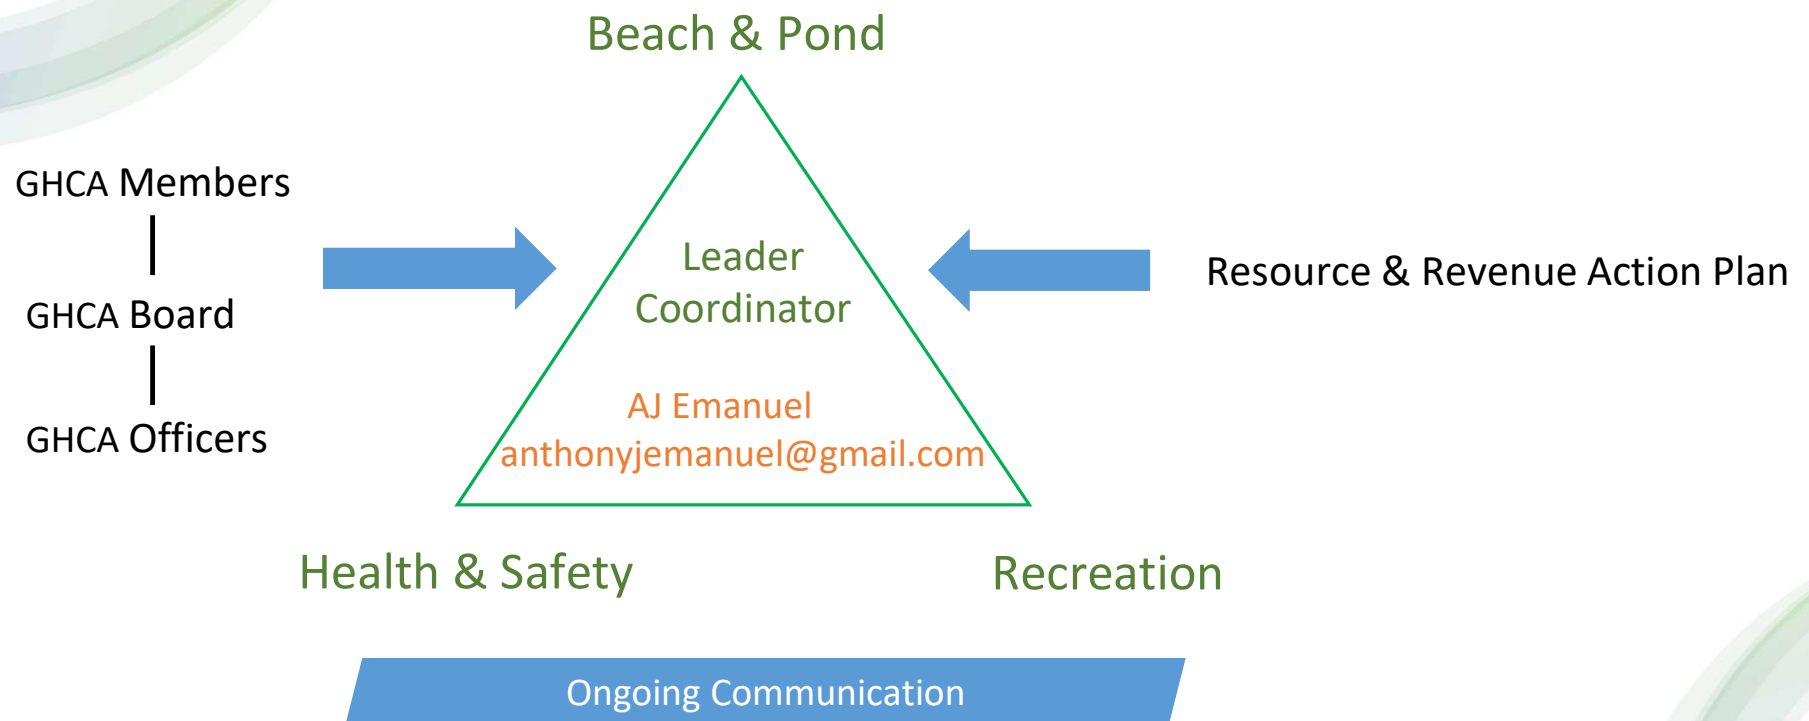 Beach & Pond
GHCA Members
GHCA Board
GHCA Officers
Leader
Coordinator
AJ Emanuel
anthonyjemanuel@gmail.com
Resource & Revenue Action Plan
Health & Safety
Recreation
Ongoing Communication